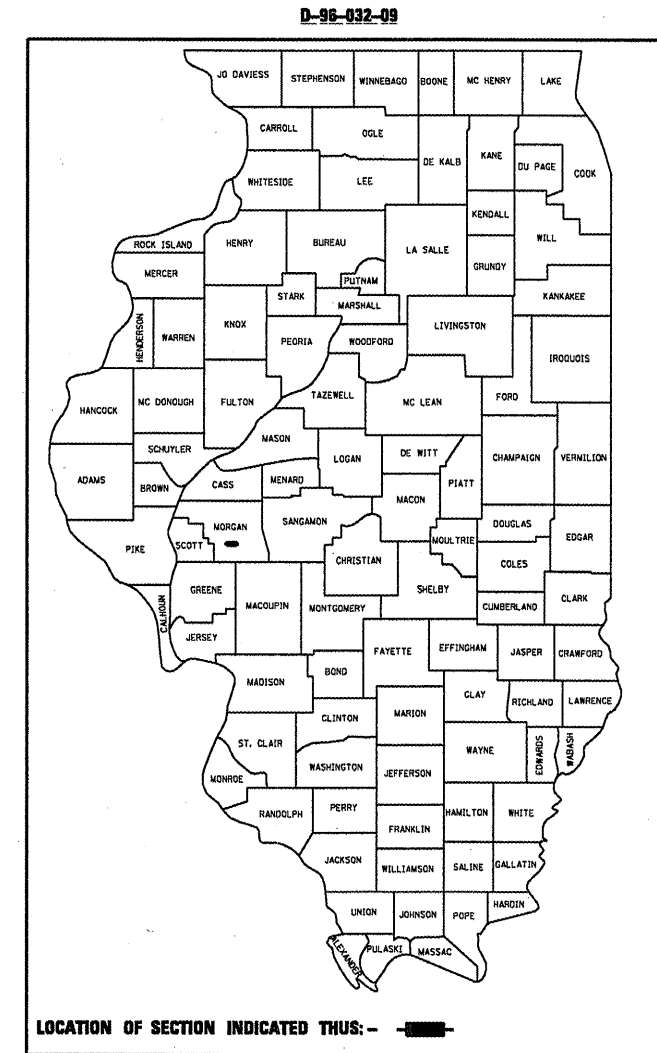 D-96-032-09
JO DAVIESS STEPHENSON WINNEBAGO BOONE MC HENRY LAKE
CARROLL OGLE DE KALB KANE DU PAGE COOK
WHITESIDE LEE
KENDALL WILL
ROCK ISLAND HENRY BUREAU LA SALLE
MERCER PUTNAM GRUNDY
STARK MARSHALL KANKAKEE
HENDERSON WARREN KNOX PEORIA WOODFORD LIVINGSTON IROQUOIS
HANCOCK MC DONOUGH FULTON TAZEWELL MC LEAN FORD
MASON
SCHUYLER LOGAN DE WITT CHAMPAIGN VERMILION
ADAMS BROWN CASS MENARD PIATT
MACON
MORGAN SANGAMON DOUGLAS
PIKE SCOTT MOULTRIE EDGAR
CHRISTIAN COLES
GREENE SHELBY CLARK
CALHOUN MACOUPIN MONTGOMERY CUMBERLAND
JERSEY FAYETTE EFFINGHAM JASPER CRAWFORD
MADISON BOND
CLAY RICHLAND LAWRENCE
CLINTON MARION
ST. CLAIR WAYNE EDWARDS WABASH
WASHINGTON JEFFERSON
MONROE
RANDOLPH PERRY HAMILTON WHITE
FRANKLIN
JACKSON WILLIAMSON SALINE GALLATIN
UNION JOHNSON POPE HARDIN
ALEXANDER PULASKI MASSAC
LOCATION OF SECTION INDICATED THUS: -